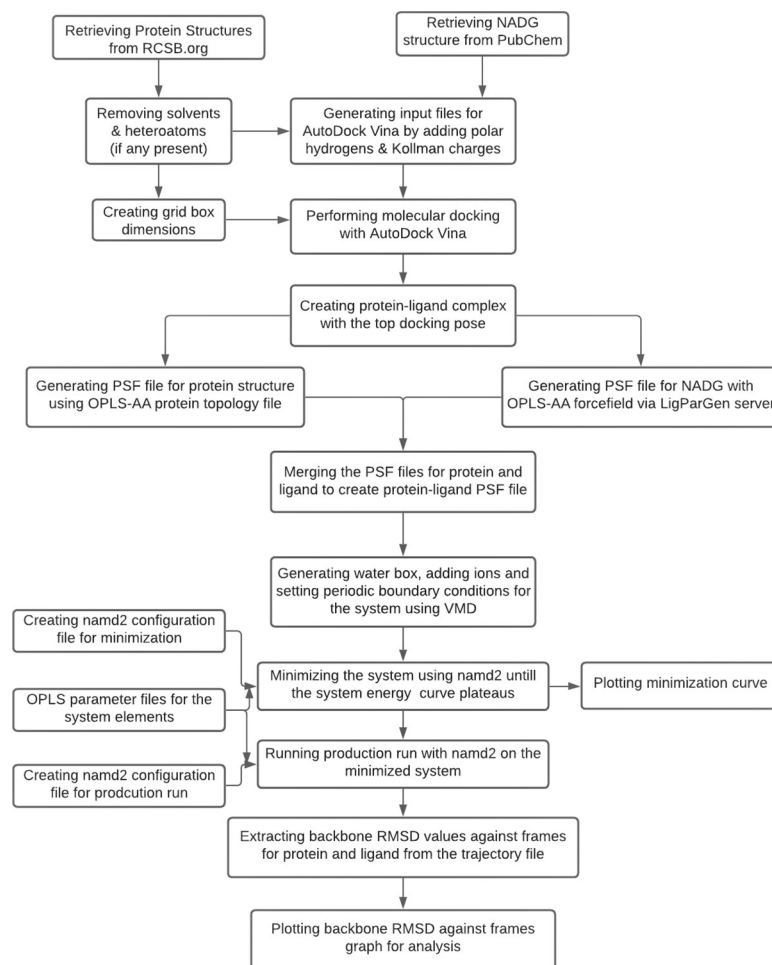 Retrieving Protein Structures
from RCSB.org
Retrieving NADG
structure from PubChem
Removing solvents
& heteroatoms
(if any present)
Generating input files for
AutoDock Vina by adding polar
hydrogens & Kollman charges
Creating grid box
dimensions
Performing molecular docking
with AutoDock Vina
Creating protein-ligand complex
with the top docking pose
Generating PSF file for protein structure
using OPLS-AA protein topology file
Generating PSF file for NADG with
OPLS-AA forcefield via LigParGen server
Merging the PSF files for protein and
ligand to create protein-ligand PSF file
Generating water box, adding ions and
setting periodic boundary conditions for
the system using VMD
Creating namd2 configuration
file for minimization
Minimizing the system using namd2 untill
the system energy curve plateaus
Plotting minimization curve
OPLS parameter files for the
system elements
Running production run with namd2 on the
minimized system
Creating namd2 configuration
file for prodcution run
Extracting backbone RMSD values against frames
for protein and ligand from the trajectory file
Plotting backbone RMSD against frames
graph for analysis